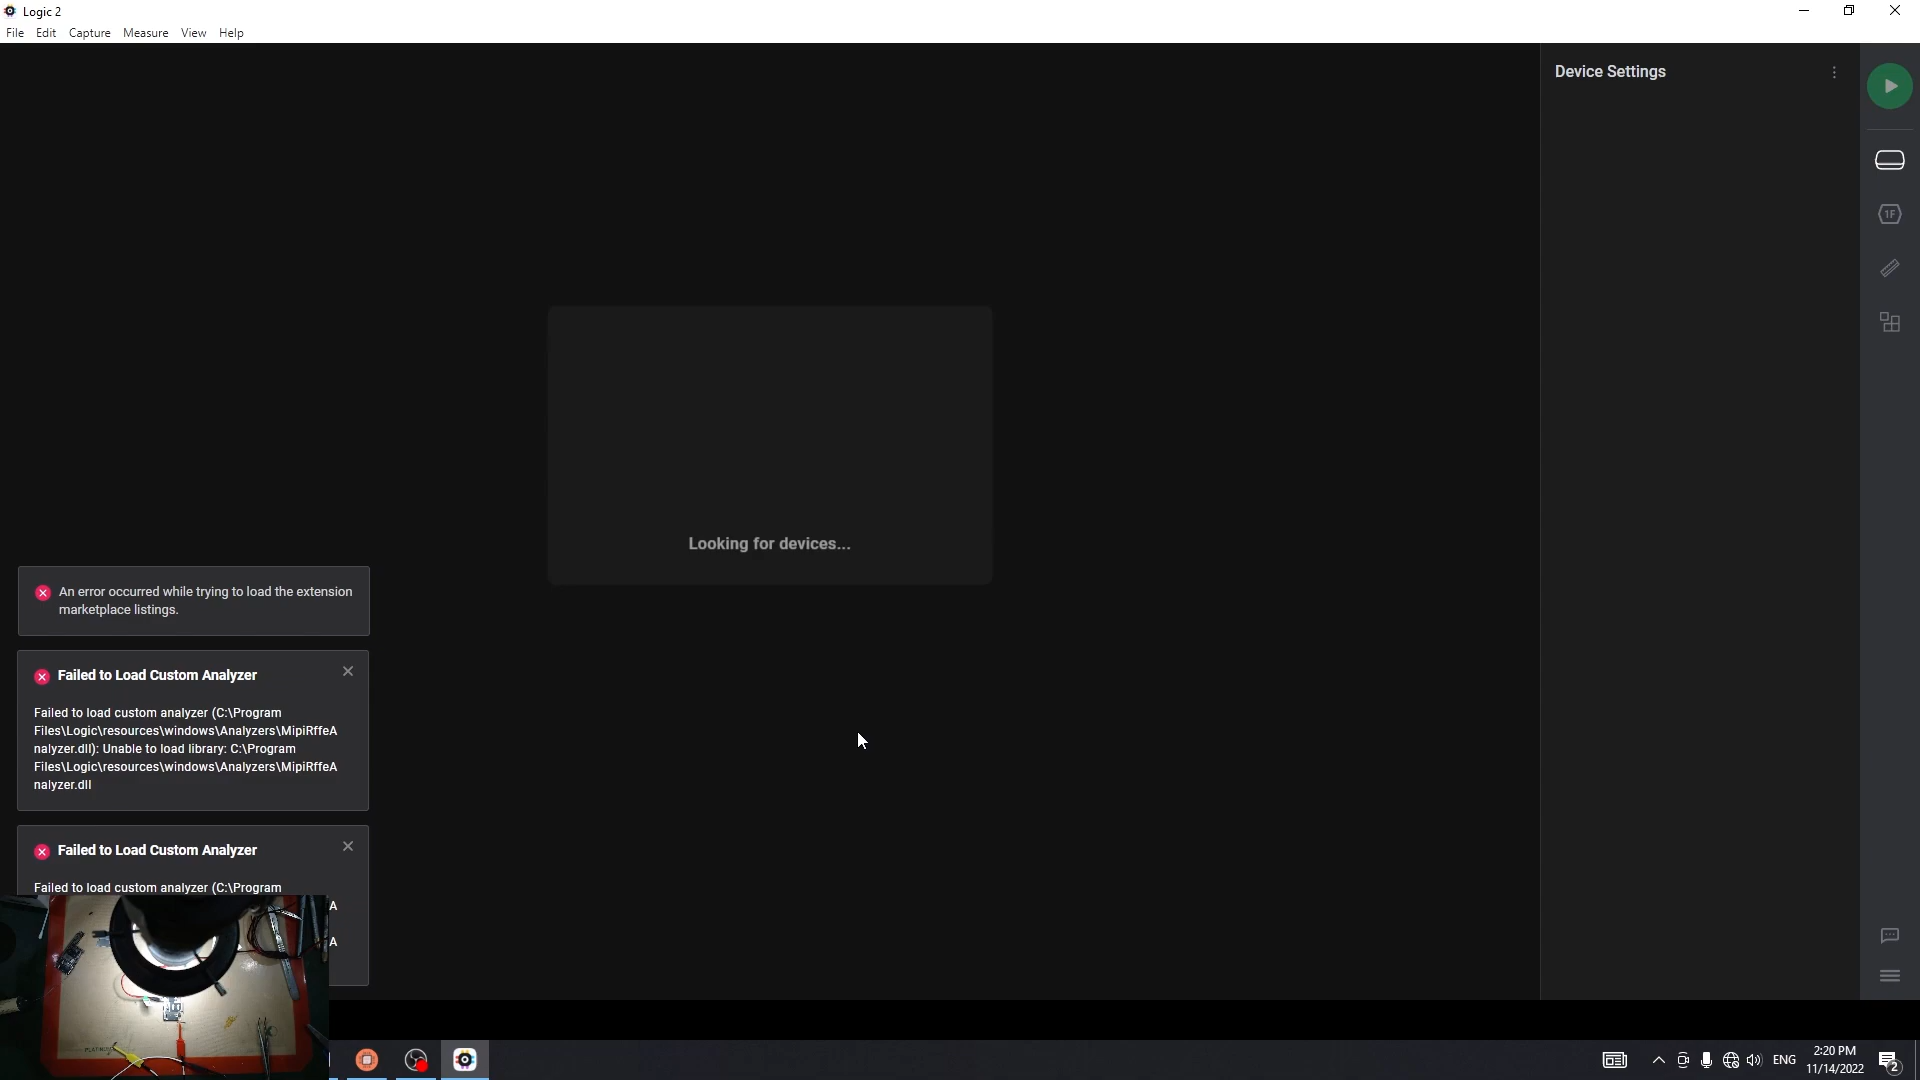 Logic 2
File Edit Capture Measure View Help
Device Settings
1F
Looking for devices...
An error occurred while trying to load the extension
marketplace listings.
Failed to Load Custom Analyzer
Failed to load custom analyzer (C:\Program
Files\Logic\resources\windows\Analyzers\MipiRffeA
nalyzer.dll): Unable to load library: C:\Program
Files\Logic\resources\windows\Analyzers\MipiRffeA
nalyzer.dll
Failed to Load Custom Analyzer
Failed to load custom analyzer (C:\Program
A
A
ENG
2:20 PM
11/14/2022
2